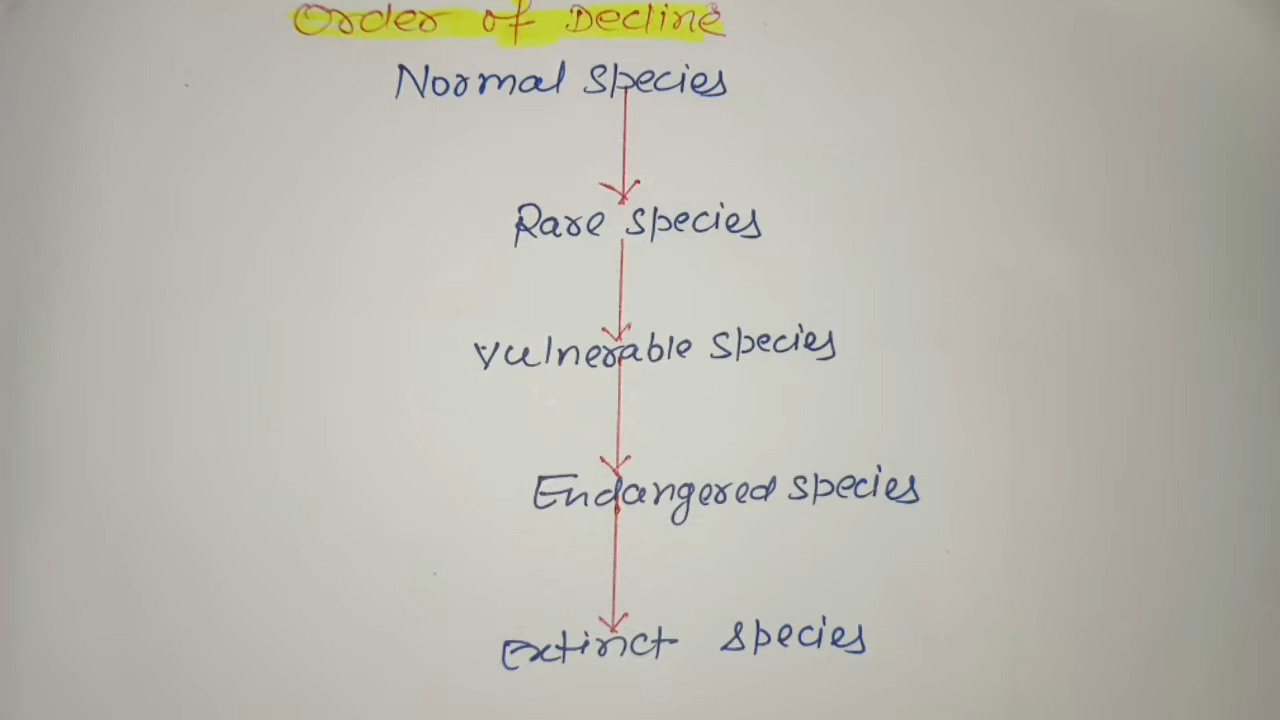 Order of Decline
Normal species
Rare species
Vulnerable species
Endangered species
Extinct species